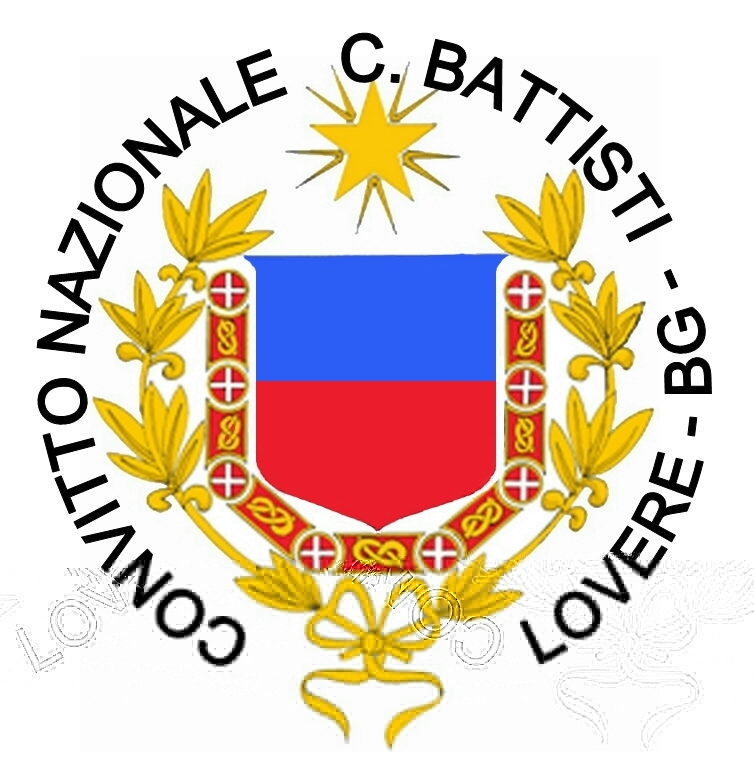 CONVITTO NAZIONALE C. BATTISTI - LOVERE - BG -